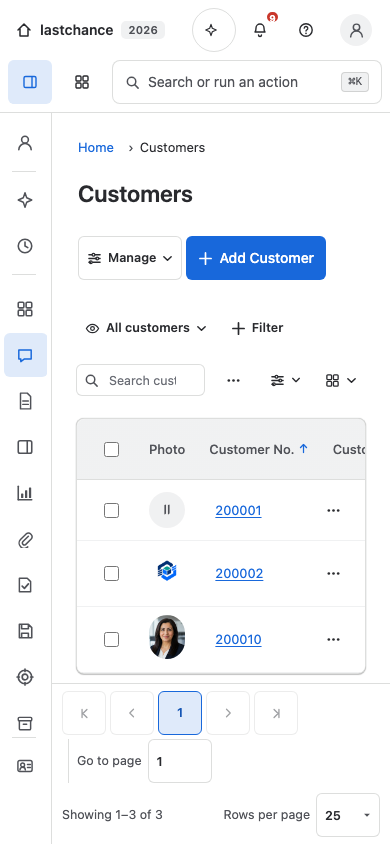 lastchance 2026
9
Search or run an action ⌘K
Home › Customers
Customers
Manage
+ Add Customer
All customers
+ Filter
Search cust
Photo Customer No. ↑ Custo
II 200001
200002
200010
1
Go to page 1
Showing 1–3 of 3 Rows per page 25